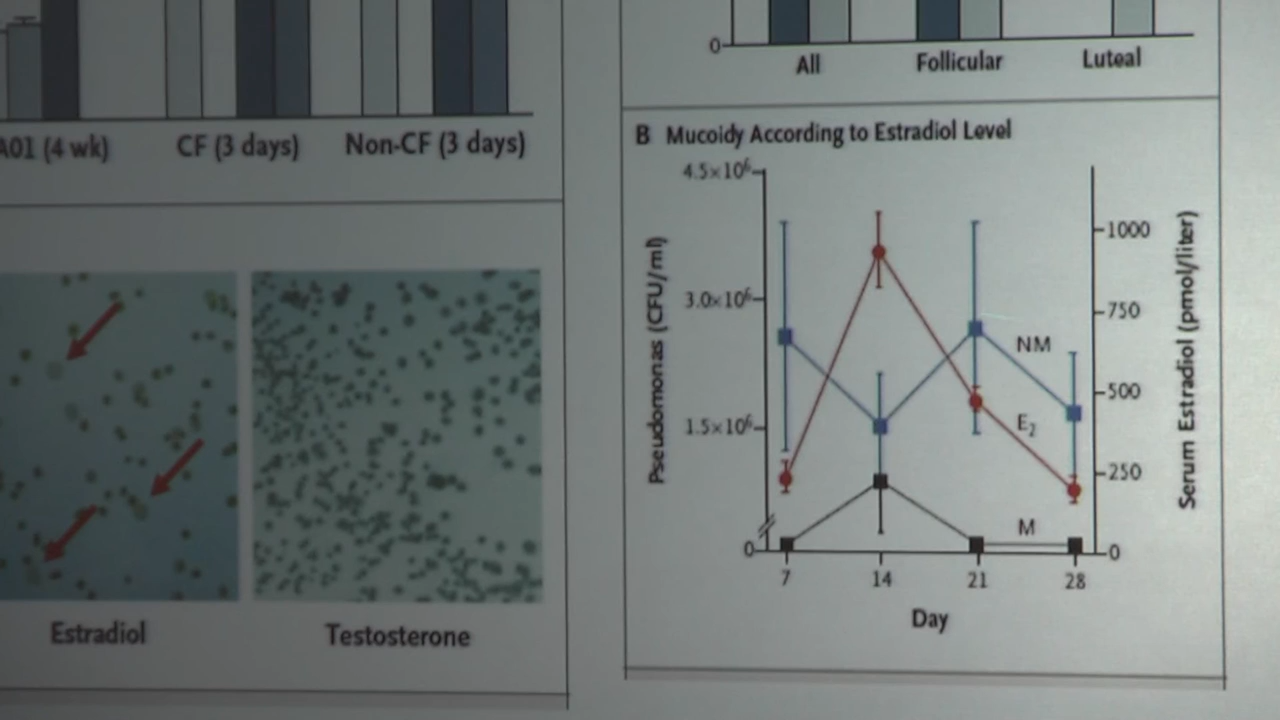 A01 (4 wk) CF (3 days) Non-CF (3 days)
Estradiol Testosterone
0
All Follicular Luteal
B Mucoidy According to Estradiol Level
4.5×10⁶
3.0×10⁶
1.5×10⁶
0
Pseudomonas (CFU/ml)
1000
750
500
250
0
Serum Estradiol (pmol/liter)
NM
E₂
M
7 14 21 28
Day